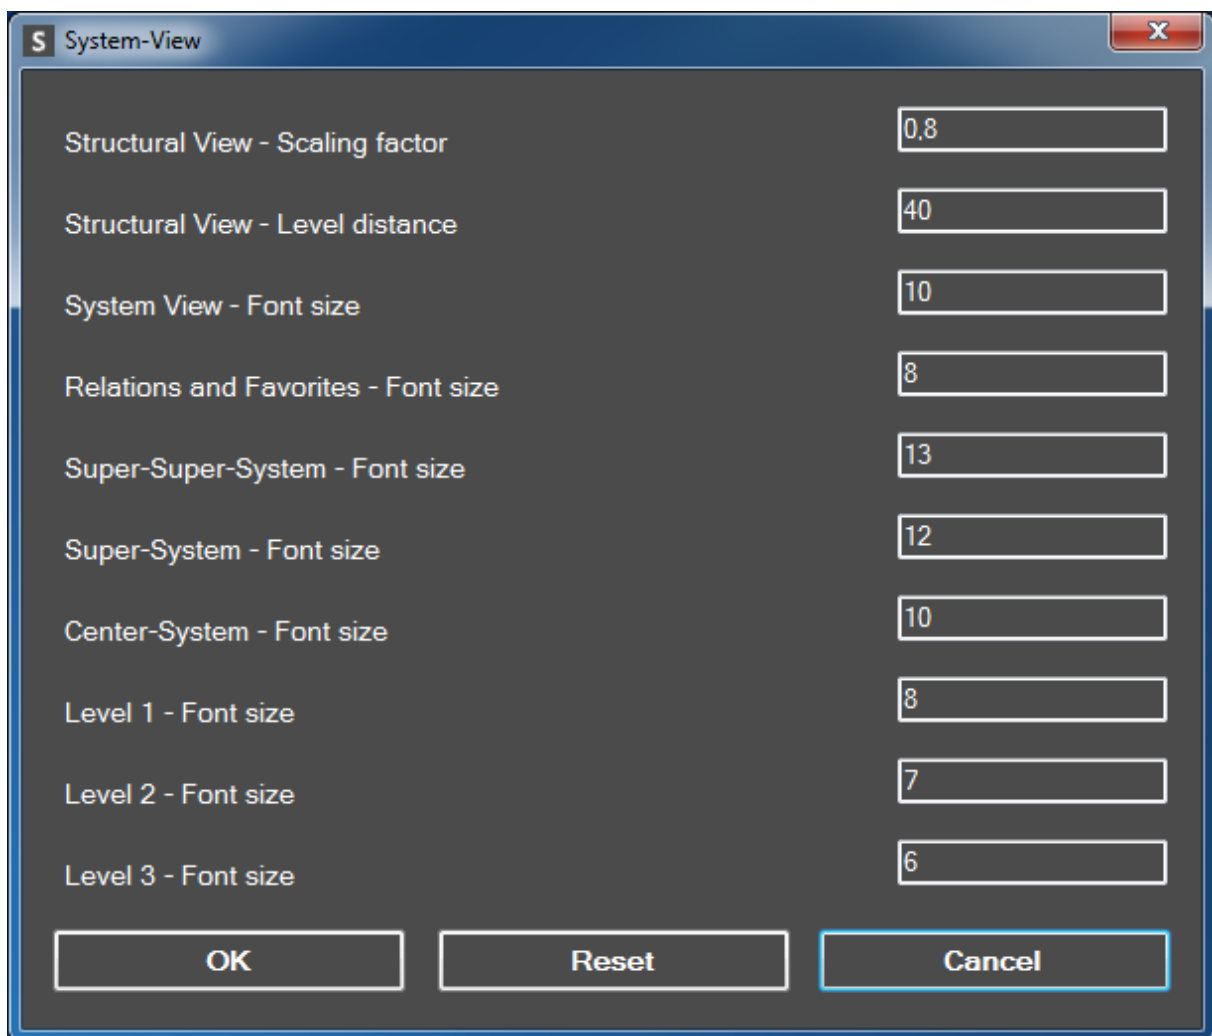 S System-View X
Structural View - Scaling factor 0,8
Structural View - Level distance 40
System View - Font size 10
Relations and Favorites - Font size 8
Super-Super-System - Font size 13
Super-System - Font size 12
Center-System - Font size 10
Level 1 - Font size 8
Level 2 - Font size 7
Level 3 - Font size 6
OK Reset Cancel